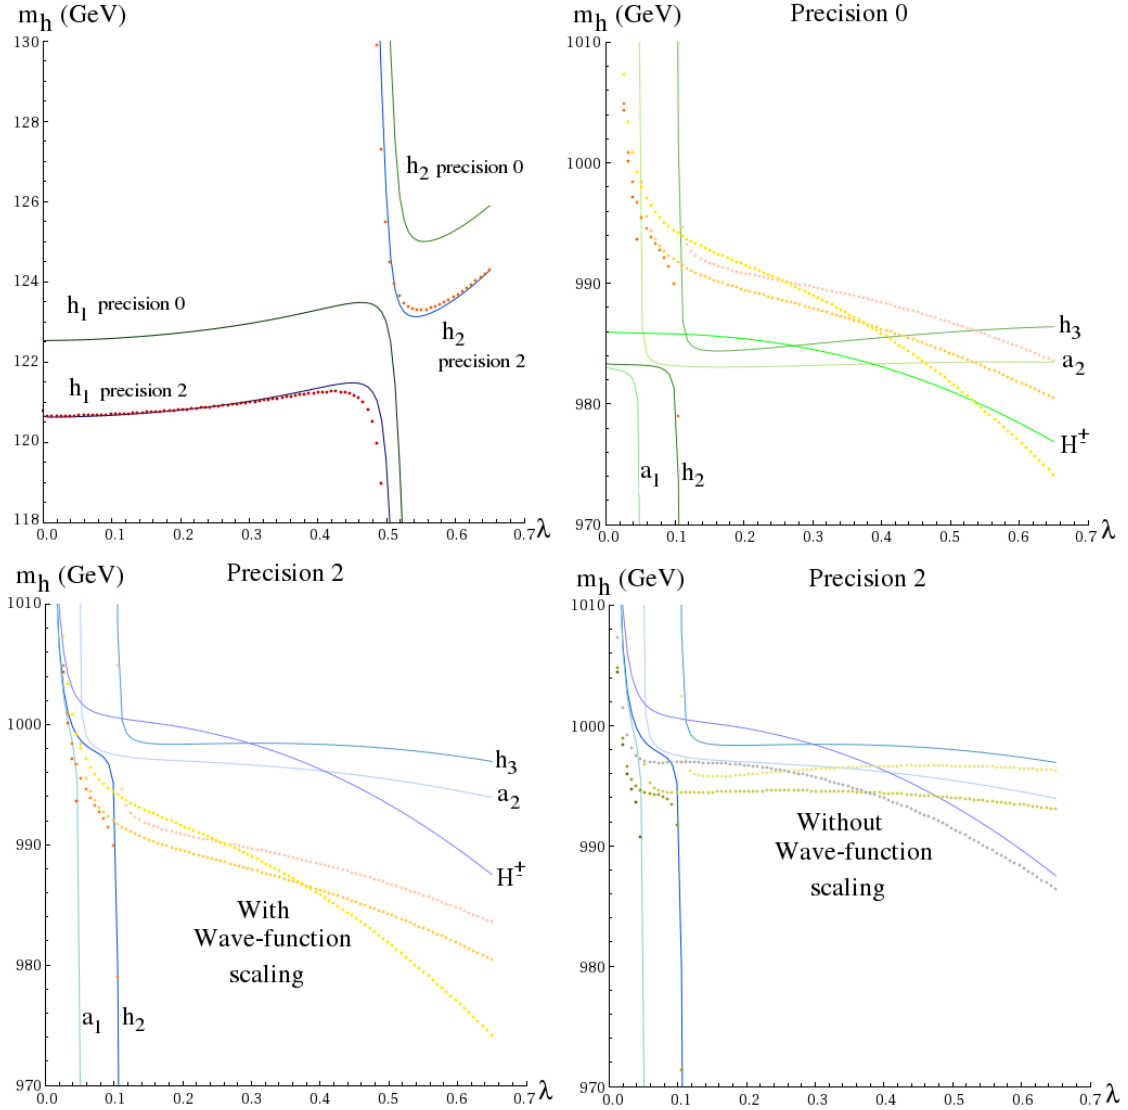 m_h (GeV)
130
128
126
124
122
120
118
h_2 precision 0
h_1 precision 0
h_2
precision 2
h_1 precision 2
0.0 0.1 0.2 0.3 0.4 0.5 0.6 0.7 λ
m_h (GeV) Precision 0
1010
1000
990
980
970
h_3
a_2
H^±
a_1 h_2
0.0 0.1 0.2 0.3 0.4 0.5 0.6 0.7 λ
m_h (GeV) Precision 2
1010
1000
990
980
970
h_3
a_2
H^±
With
Wave-function
scaling
a_1 h_2
0.0 0.1 0.2 0.3 0.4 0.5 0.6 0.7 λ
m_h (GeV) Precision 2
1010
1000
990
980
970
Without
Wave-function
scaling
0.0 0.1 0.2 0.3 0.4 0.5 0.6 0.7 λ